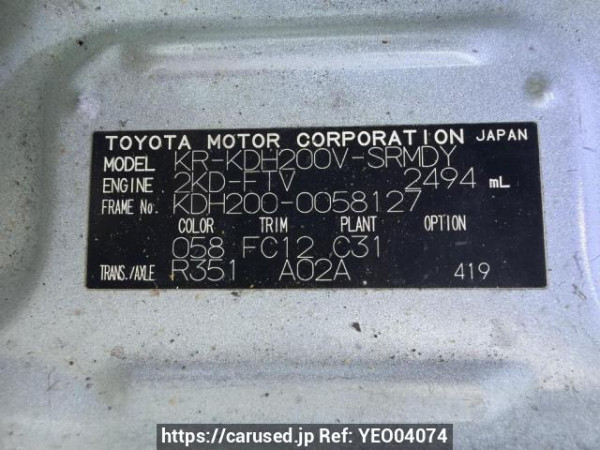 TOYOTA MOTOR CORPORATION JAPAN
MODEL KR-KDH200V-SRMDY
ENGINE 2KD-FTV 2494 mL
FRAME No. KDH200-0058127
COLOR TRIM PLANT OPTION
058 FC12 C31
TRANS./AXLE R351 A02A 419
https://carused.jp Ref: YEO04074